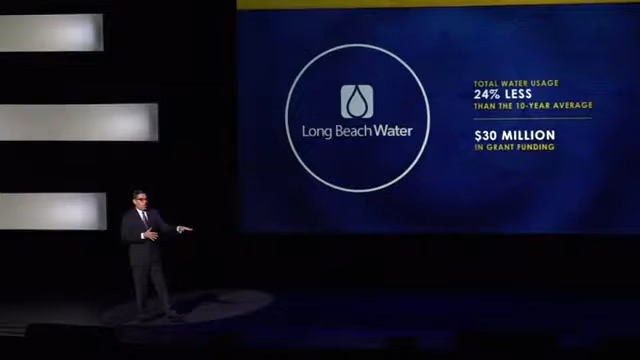 Long Beach Water
TOTAL WATER USAGE
24% LESS
THAN THE 10-YEAR AVERAGE
$30 MILLION
IN GRANT FUNDING